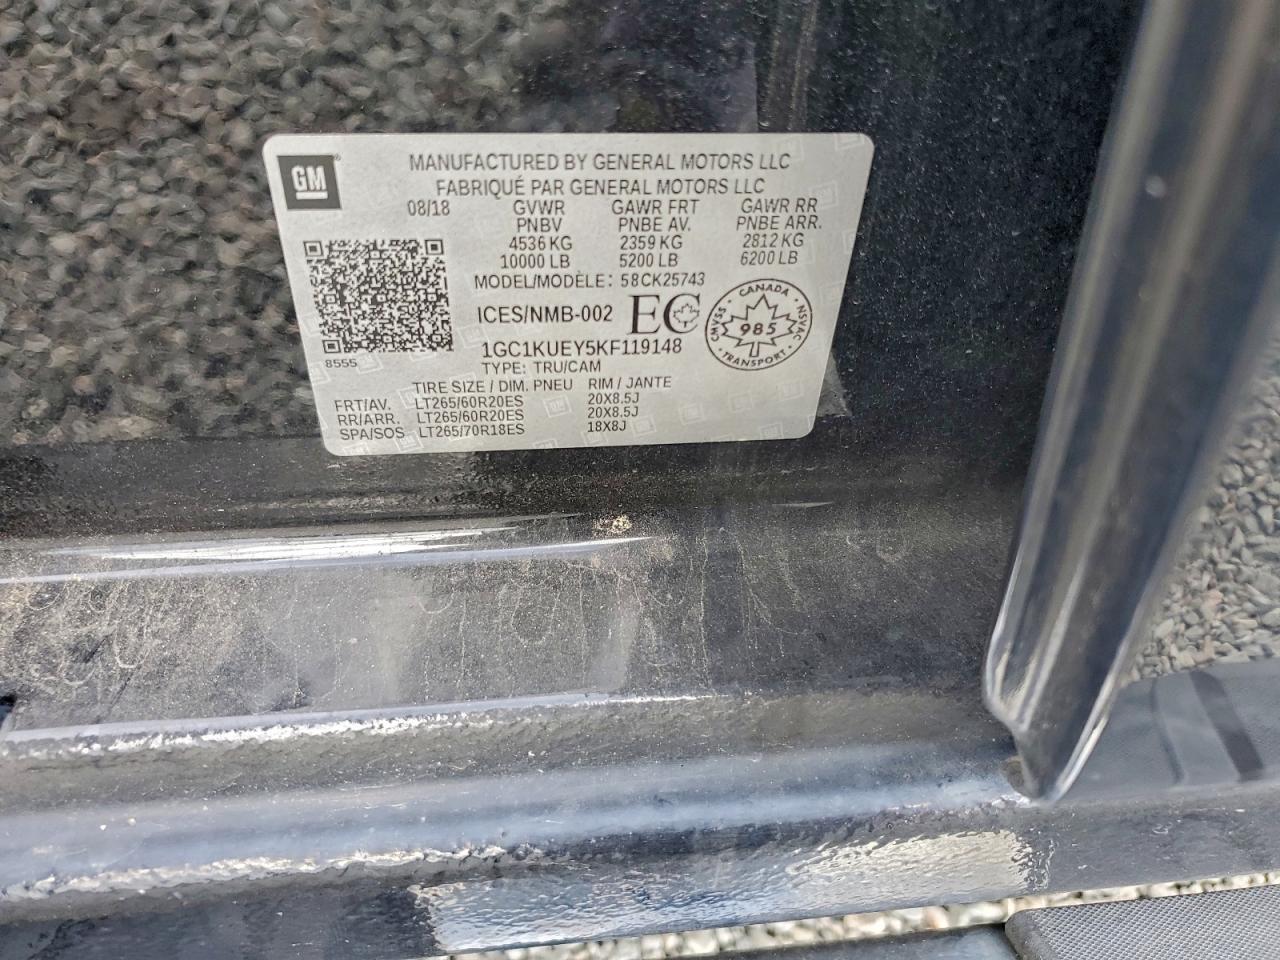 GM
MANUFACTURED BY GENERAL MOTORS LLC
FABRIQUÉ PAR GENERAL MOTORS LLC
08/18 GVWR GAWR FRT GAWR RR
PNBV PNBE AV. PNBE ARR.
4536 KG 2359 KG 2812 KG
10000 LB 5200 LB 6200 LB
MODEL/MODÈLE: 58CK25743
ICES/NMB-002 EC
CANADA
CMVSS 985 NSVAC
TRANSPORT
1GC1KUEY5KF119148
8555
TYPE: TRU/CAM
TIRE SIZE / DIM. PNEU RIM / JANTE
FRT/AV. LT265/60R20ES 20X8.5J
RR/ARR. LT265/60R20ES 20X8.5J
SPA/SOS LT265/70R18ES 18X8J